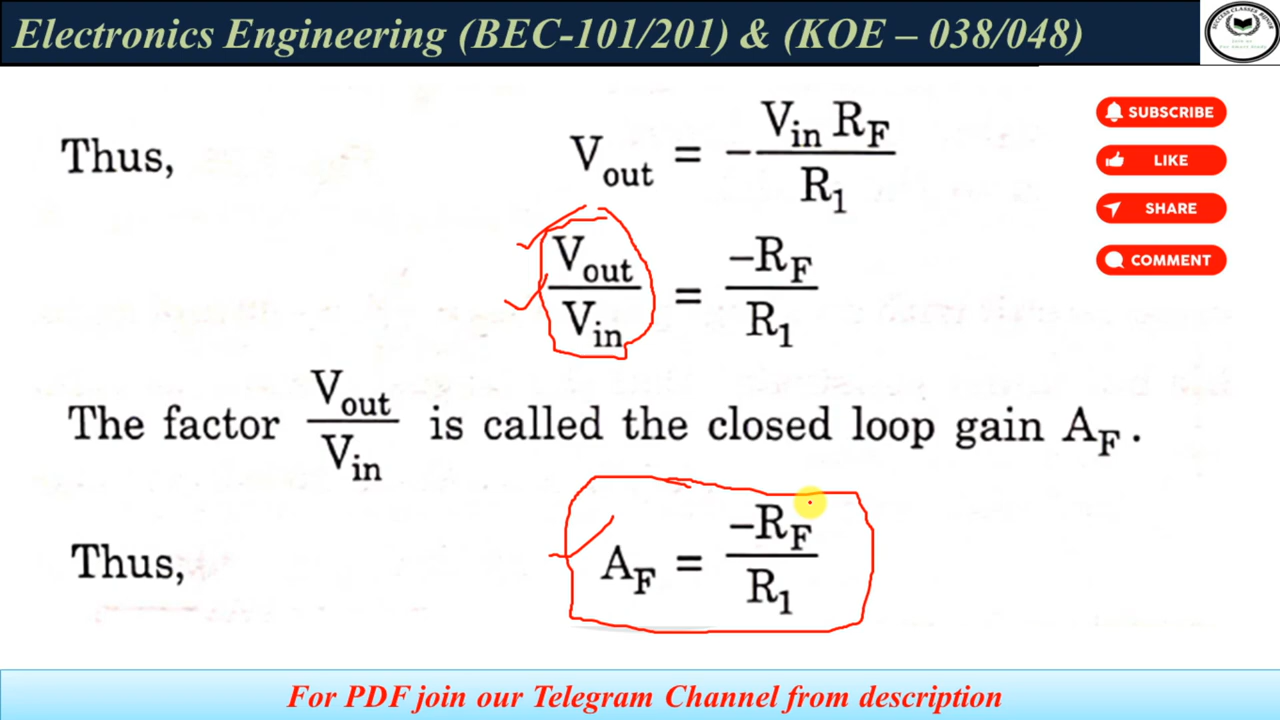 Electronics Engineering (BEC-101/201) & (KOE – 038/048)
SUBSCRIBE
LIKE
SHARE
COMMENT
Thus, V_out = -V_in R_F / R_1
V_out / V_in = –R_F / R_1
The factor V_out / V_in is called the closed loop gain A_F.
Thus, A_F = –R_F / R_1
For PDF join our Telegram Channel from description